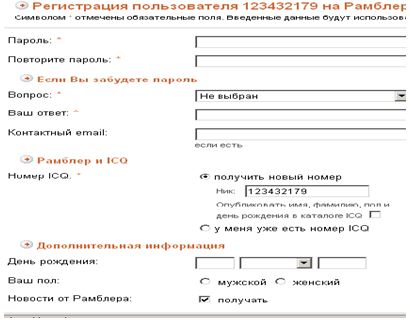 Регистрация пользователя 123432179 на Рамблер
Символом * отмечены обязательные поля. Введенные данные будут использов
Пароль: *
Повторите пароль: *
Если Вы забудете пароль
Вопрос: * Не выбран
Ваш ответ: *
Контактный email:
если есть
Рамблер и ICQ
Номер ICQ. * получить новый номер
Ник: 123432179
Опубликовать имя, фамилию, пол и
день рождения в каталоге ICQ
у меня уже есть номер ICQ
Дополнительная информация
День рождения:
Ваш пол: мужской женский
Новости от Рамблера: получать